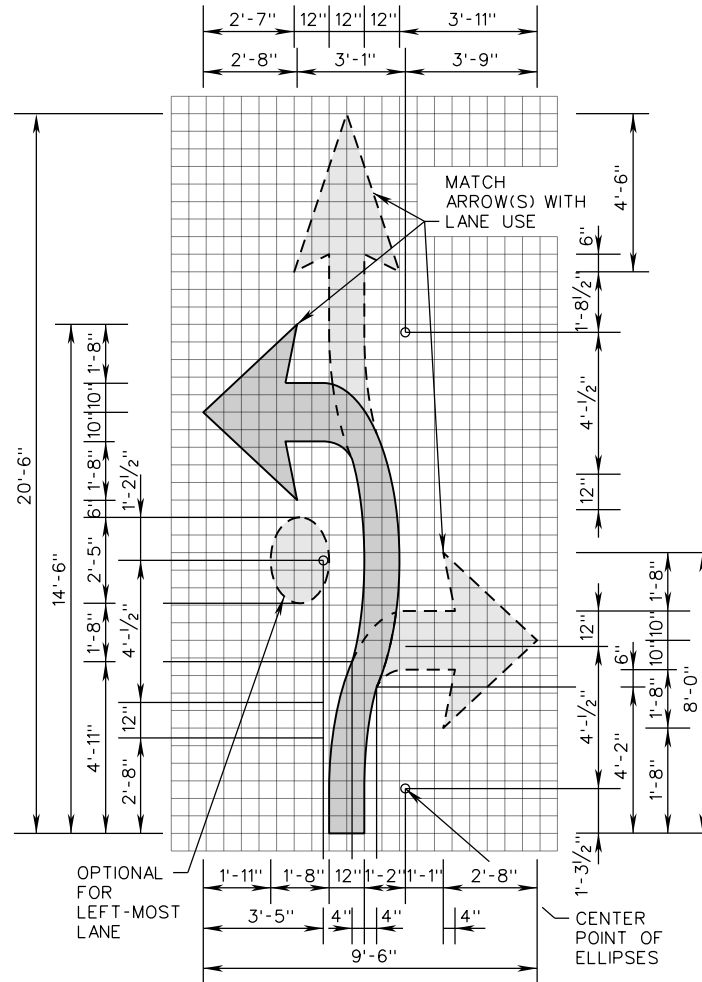 2'-7" 12" 12" 12" 3'-11"
2'-8" 3'-1" 3'-9"
MATCH
ARROW(S) WITH
LANE USE
4'-6"
6"
1'-8½"
4'-½"
12"
20'-6"
14'-6"
1'-8"
10"
10"
1'-8"
6"
2'-5"
1'-8"
4'-11"
1'-2½"
4'-½"
12"
2'-8"
12"
4'-½"
1'-3½"
6"
4'-2"
1'-8"
10"
10"
1'-8"
1'-8"
8'-0"
OPTIONAL
FOR
LEFT-MOST
LANE
1'-11" 1'-8" 12" 1'-2" 1'-1" 2'-8"
3'-5" 4" 4" 4"
9'-6"
CENTER
POINT OF
ELLIPSES